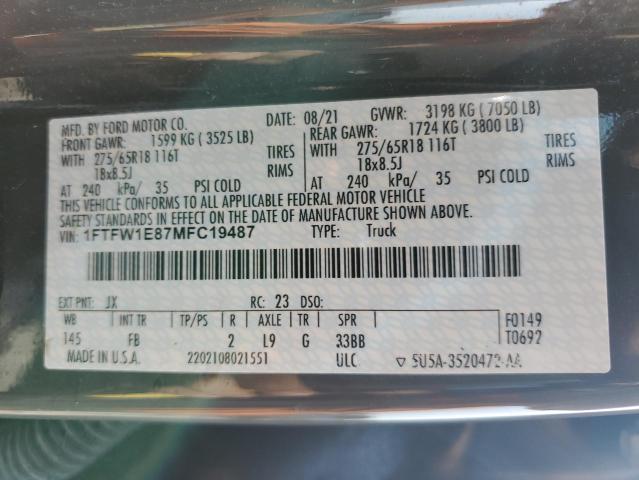 MFD. BY FORD MOTOR CO. DATE: 08/21 GVWR: 3198 KG ( 7050 LB)
FRONT GAWR: 1599 KG ( 3525 LB) REAR GAWR: 1724 KG ( 3800 LB)
WITH 275/65R18 116T TIRES WITH 275/65R18 116T TIRES
18x8.5J RIMS 18x8.5J RIMS
AT 240 kPa/ 35 PSI COLD AT 240 kPa/ 35 PSI COLD
THIS VEHICLE CONFORMS TO ALL APPLICABLE FEDERAL MOTOR VEHICLE
SAFETY STANDARDS IN EFFECT ON THE DATE OF MANUFACTURE SHOWN ABOVE.
VIN: 1FTFW1E87MFC19487 TYPE: Truck
EXT PNT: JX RC: 23 DSO:
WB INT TR TP/PS R AXLE TR SPR F0149
145 FB 2 L9 G 33BB T0692
MADE IN U.S.A. 2202108021551 ULC ▽ 5U5A-3520472-AA